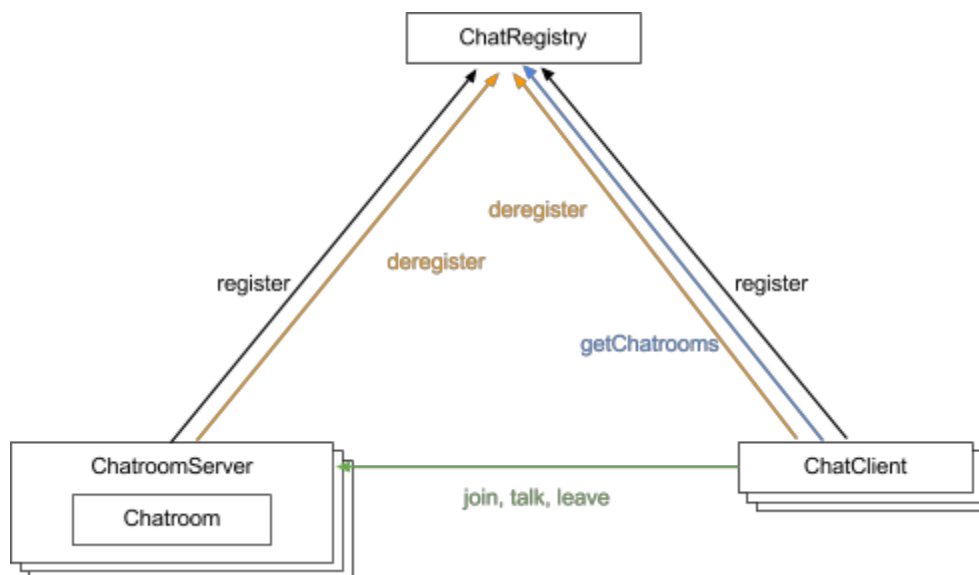 ChatRegistry
deregister
deregister
register
register
getChatrooms
ChatroomServer
ChatClient
join, talk, leave
Chatroom